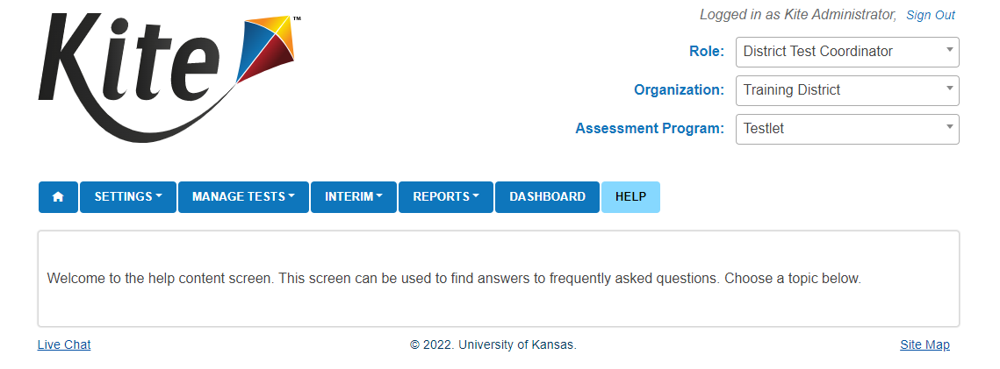 Kite™
Logged in as Kite Administrator, Sign Out
Role: District Test Coordinator
Organization: Training District
Assessment Program: Testlet
SETTINGS MANAGE TESTS INTERIM REPORTS DASHBOARD HELP
Welcome to the help content screen. This screen can be used to find answers to frequently asked questions. Choose a topic below.
Live Chat © 2022. University of Kansas. Site Map